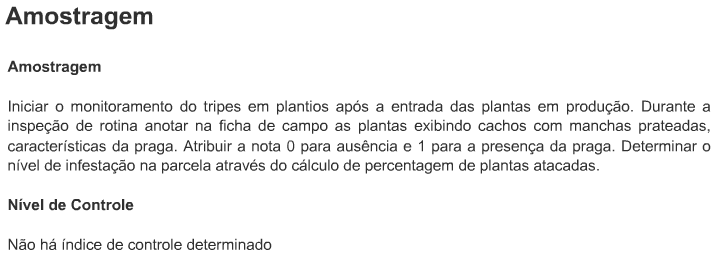 Amostragem
Amostragem
Iniciar o monitoramento do tripes em plantios após a entrada das plantas em produção. Durante a
inspeção de rotina anotar na ficha de campo as plantas exibindo cachos com manchas prateadas,
características da praga. Atribuir a nota 0 para ausência e 1 para a presença da praga. Determinar o
nível de infestação na parcela através do cálculo de percentagem de plantas atacadas.
Nível de Controle
Não há índice de controle determinado